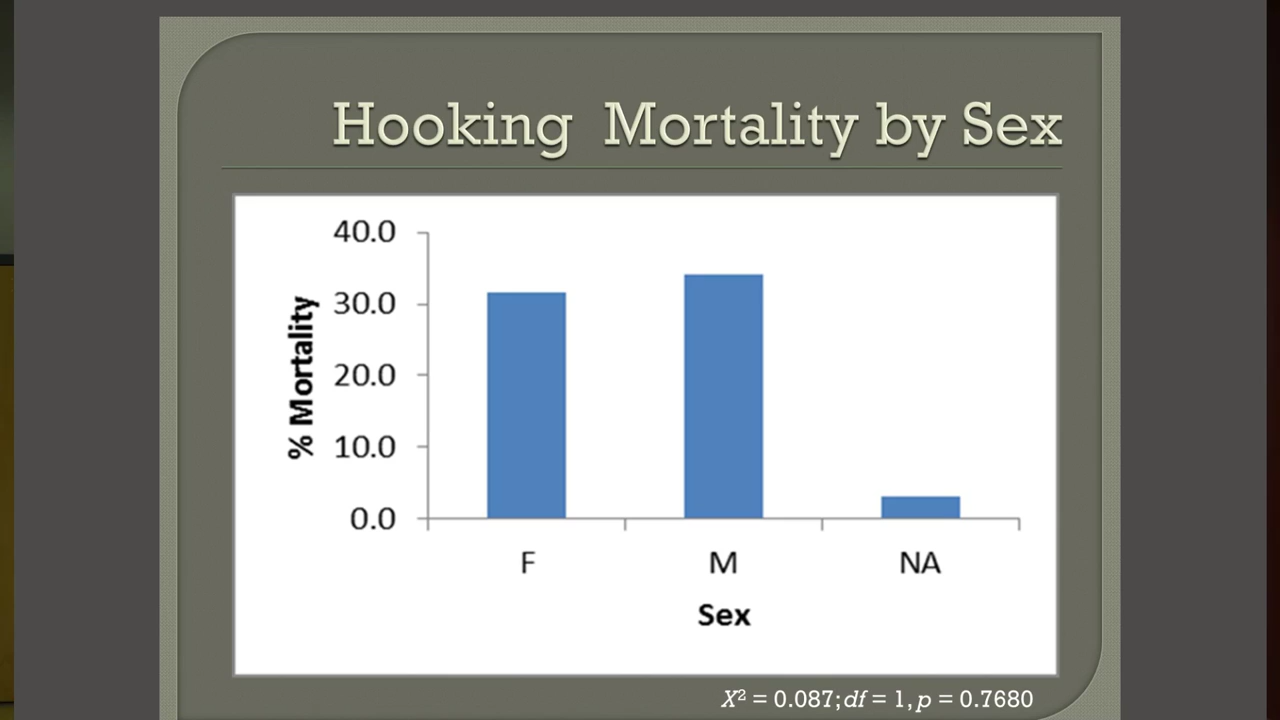 Hooking Mortality by Sex
40.0
30.0
20.0
10.0
0.0
% Mortality
F M NA
Sex
X² = 0.087; df = 1, p = 0.7680